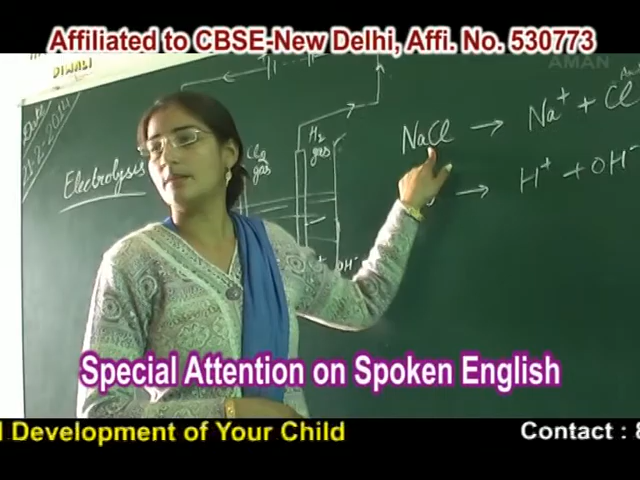 Affiliated to CBSE-New Delhi, Affi. No. 530773
DIWALI
AMAN
Date
21-2-2014
Electrolysis
Cl2 gas
H2 gas
NaCl → Na+ + Cl
→ H+ + OH-
OH-
Special Attention on Spoken English
Development of Your Child
Contact : 8